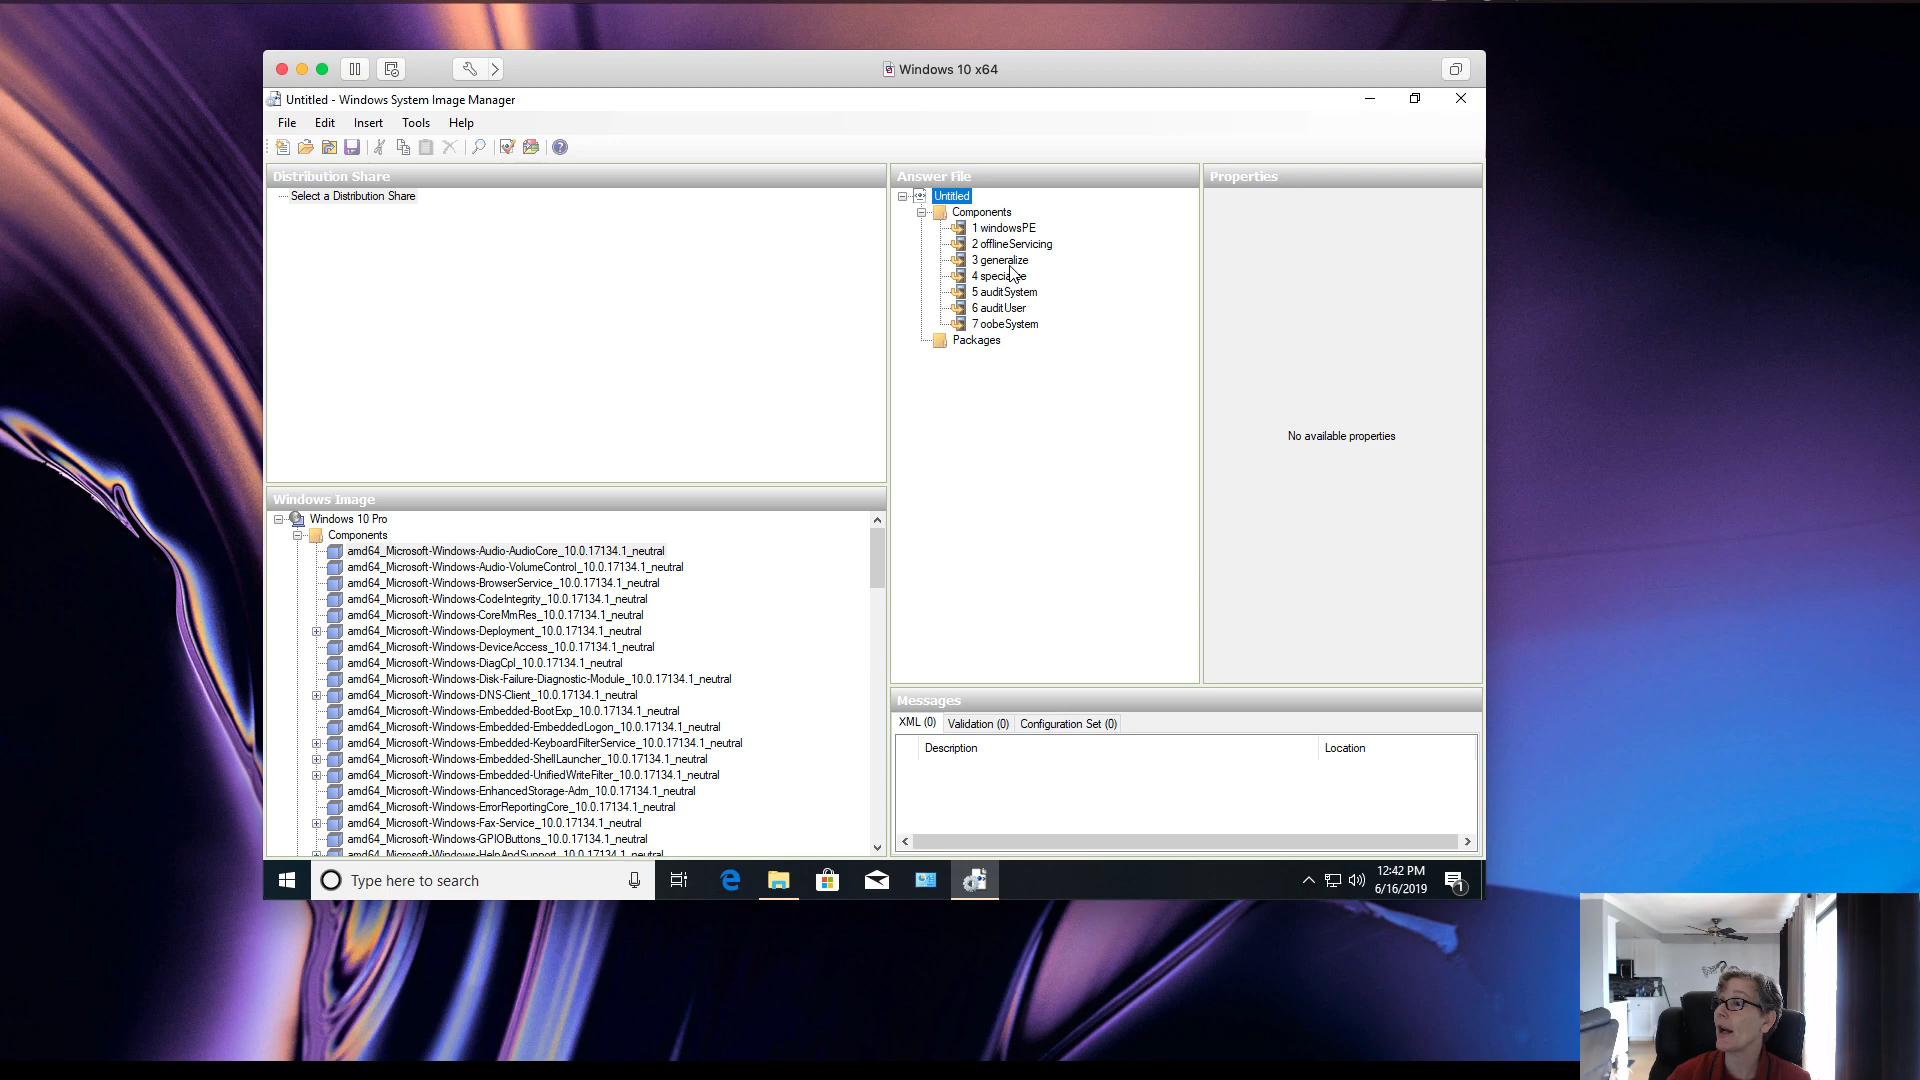 Windows 10 x64
Untitled - Windows System Image Manager
File Edit Insert Tools Help
Distribution Share
Select a Distribution Share
Answer File
Untitled
Components
1 windowsPE
2 offlineServicing
3 generalize
4 specialize
5 auditSystem
6 auditUser
7 oobeSystem
Packages
Properties
No available properties
Windows Image
Windows 10 Pro
Components
amd64_Microsoft-Windows-Audio-AudioCore_10.0.17134.1_neutral
amd64_Microsoft-Windows-Audio-VolumeControl_10.0.17134.1_neutral
amd64_Microsoft-Windows-BrowserService_10.0.17134.1_neutral
amd64_Microsoft-Windows-CodeIntegrity_10.0.17134.1_neutral
amd64_Microsoft-Windows-CoreMmRes_10.0.17134.1_neutral
amd64_Microsoft-Windows-Deployment_10.0.17134.1_neutral
amd64_Microsoft-Windows-DeviceAccess_10.0.17134.1_neutral
amd64_Microsoft-Windows-DiagCpl_10.0.17134.1_neutral
amd64_Microsoft-Windows-Disk-Failure-Diagnostic-Module_10.0.17134.1_neutral
amd64_Microsoft-Windows-DNS-Client_10.0.17134.1_neutral
amd64_Microsoft-Windows-Embedded-BootExp_10.0.17134.1_neutral
amd64_Microsoft-Windows-Embedded-EmbeddedLogon_10.0.17134.1_neutral
amd64_Microsoft-Windows-Embedded-KeyboardFilterService_10.0.17134.1_neutral
amd64_Microsoft-Windows-Embedded-ShellLauncher_10.0.17134.1_neutral
amd64_Microsoft-Windows-Embedded-UnifiedWriteFilter_10.0.17134.1_neutral
amd64_Microsoft-Windows-EnhancedStorage-Adm_10.0.17134.1_neutral
amd64_Microsoft-Windows-ErrorReportingCore_10.0.17134.1_neutral
amd64_Microsoft-Windows-Fax-Service_10.0.17134.1_neutral
amd64_Microsoft-Windows-GPIOButtons_10.0.17134.1_neutral
amd64_Microsoft-Windows-HelpAndSupport_10.0.17134.1_neutral
Messages
XML (0) Validation (0) Configuration Set (0)
Description Location
Type here to search
12:42 PM
6/16/2019
1